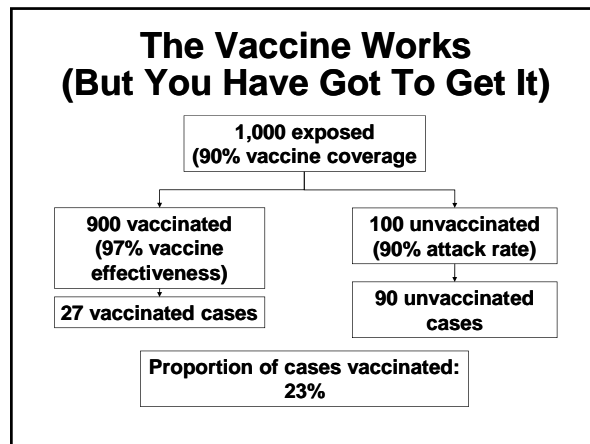 The Vaccine Works
(But You Have Got To Get It)
1,000 exposed
(90% vaccine coverage
900 vaccinated
(97% vaccine
effectiveness)
100 unvaccinated
(90% attack rate)
27 vaccinated cases
90 unvaccinated
cases
Proportion of cases vaccinated:
23%